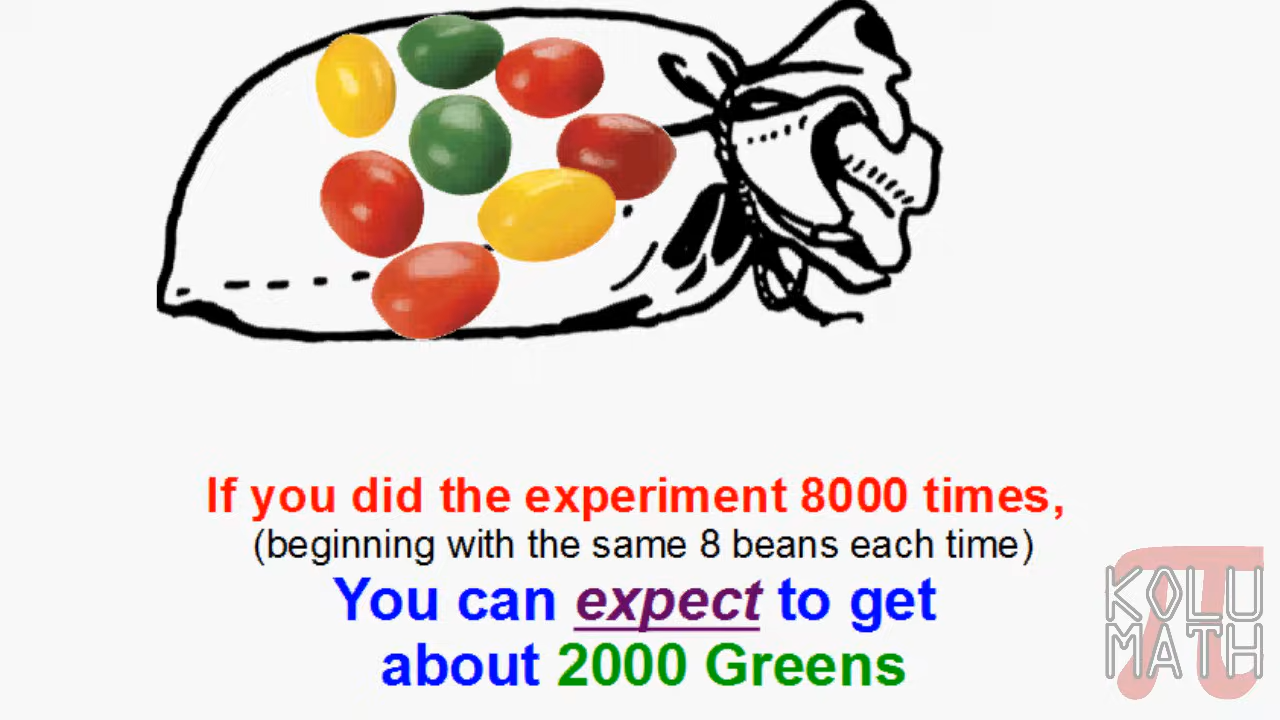 If you did the experiment 8000 times,
(beginning with the same 8 beans each time)
You can expect to get
about 2000 Greens
KOLU
MATH